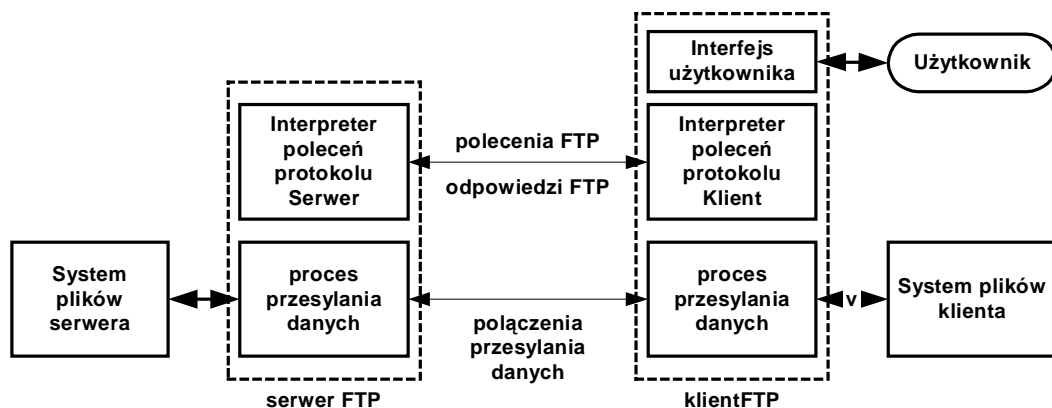 Interfejs
użytkownika
Użytkownik
Interpreter
poleceń
protokolu
Serwer
polecenia FTP
odpowiedzi FTP
Interpreter
poleceń
protokolu
Klient
System
plików
serwera
proces
przesylania
danych
polączenia
przesylania
danych
proces
przesylania
danych
v
System plików
klienta
serwer FTP
klientFTP